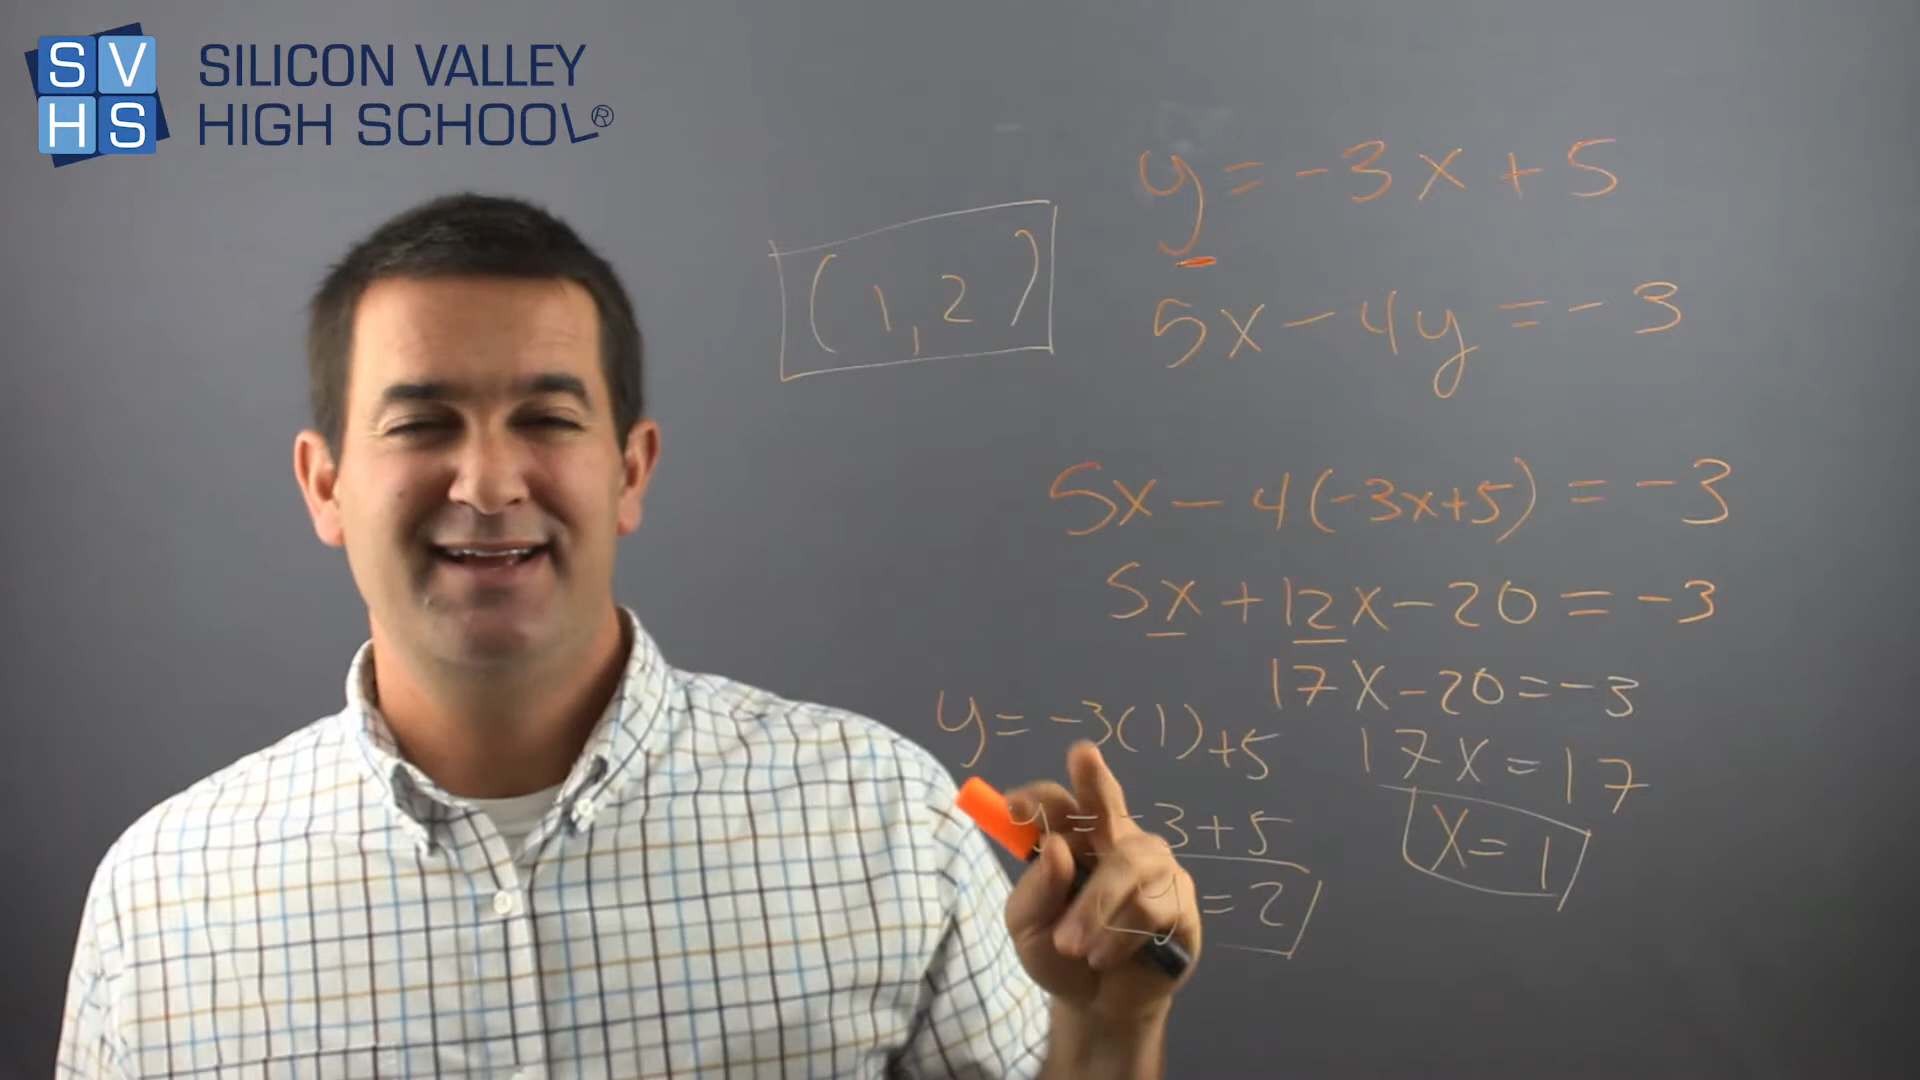 SV
HS
SILICON VALLEY
HIGH SCHOOL®
y = -3x + 5
(1, 2)
5x - 4y = -3
5x - 4(-3x+5) = -3
5x + 12x - 20 = -3
17x - 20 = -3
17x = 17
x = 1
y = -3(1) + 5
y = -3 + 5
y = 2